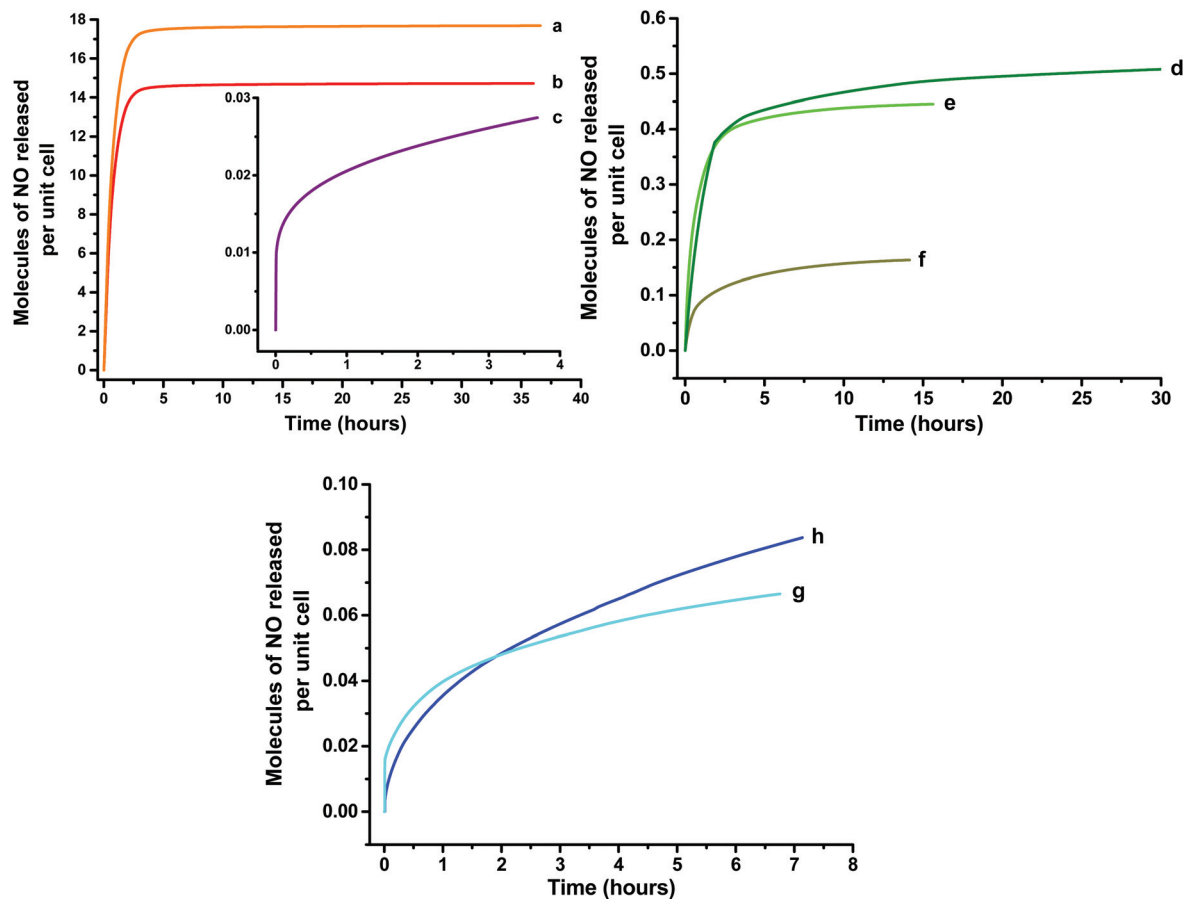 Molecules of NO released
per unit cell
18
16
14
12
10
8
6
4
2
0
a
b
0 5 10 15 20 25 30 35 40
Time (hours)
0.03
0.02
0.01
0.00
c
0 1 2 3 4
Molecules of NO released
per unit cell
0.6
0.5
0.4
0.3
0.2
0.1
0.0
d
e
f
0 5 10 15 20 25 30
Time (hours)
Molecules of NO released
per unit cell
0.10
0.08
0.06
0.04
0.02
0.00
h
g
0 1 2 3 4 5 6 7 8
Time (hours)